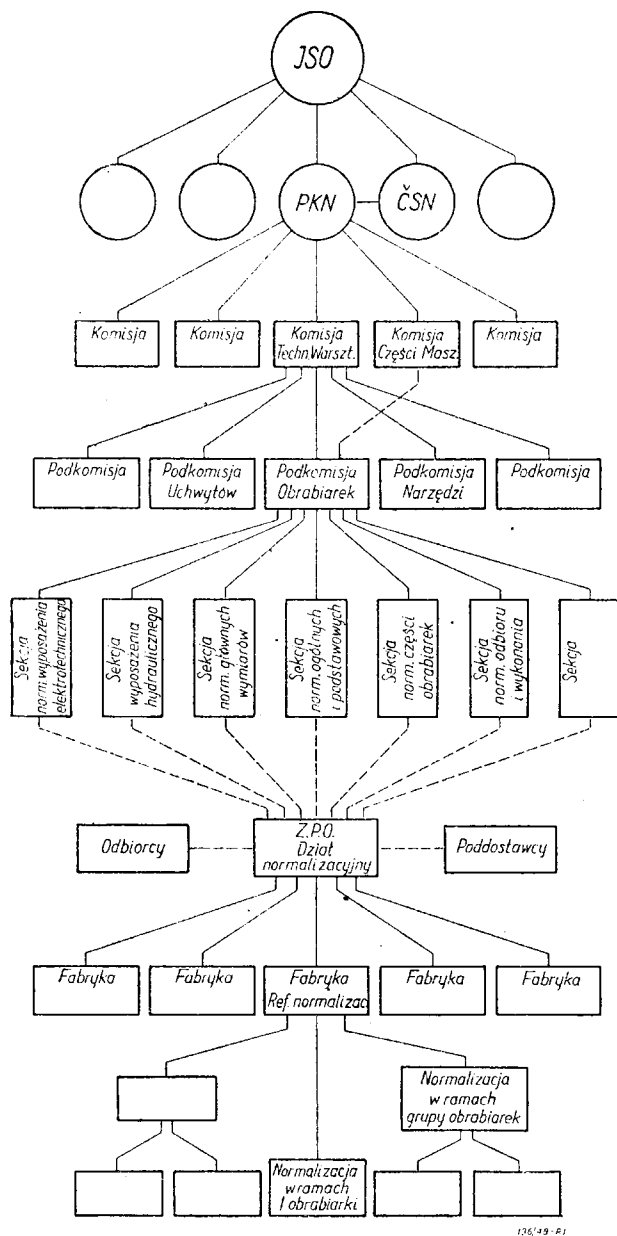 JSO
PKN
ČSN
Komisja
Komisja
Komisja
Techn.Warszt.
Komisja
Części Masz.
Komisja
Podkomisja
Podkomisja
Uchwytów
Podkomisja
Obrabiarek
Podkomisja
Narzędzi
Podkomisja
Sekcja
norm. wyposażenia
elektrotechnicznego
Sekcja
wyposażenia
hydraulicznego
Sekcja
norm. głównych
wymiarów
Sekcja
norm. ogólnych
i podstawowych
Sekcja
norm. części
obrabiarek
Sekcja
norm. odbioru
i wykonania
Sekcja
Odbiorcy
Z.P.O.
Dział
normalizacyjny
Poddostawcy
Fabryka
Fabryka
Fabryka
Ref. normalizac.
Fabryka
Fabryka
Normalizacja
w ramach
grupy obrabiarek
Normalizacja
w ramach
1 obrabiarki
136/49-R1